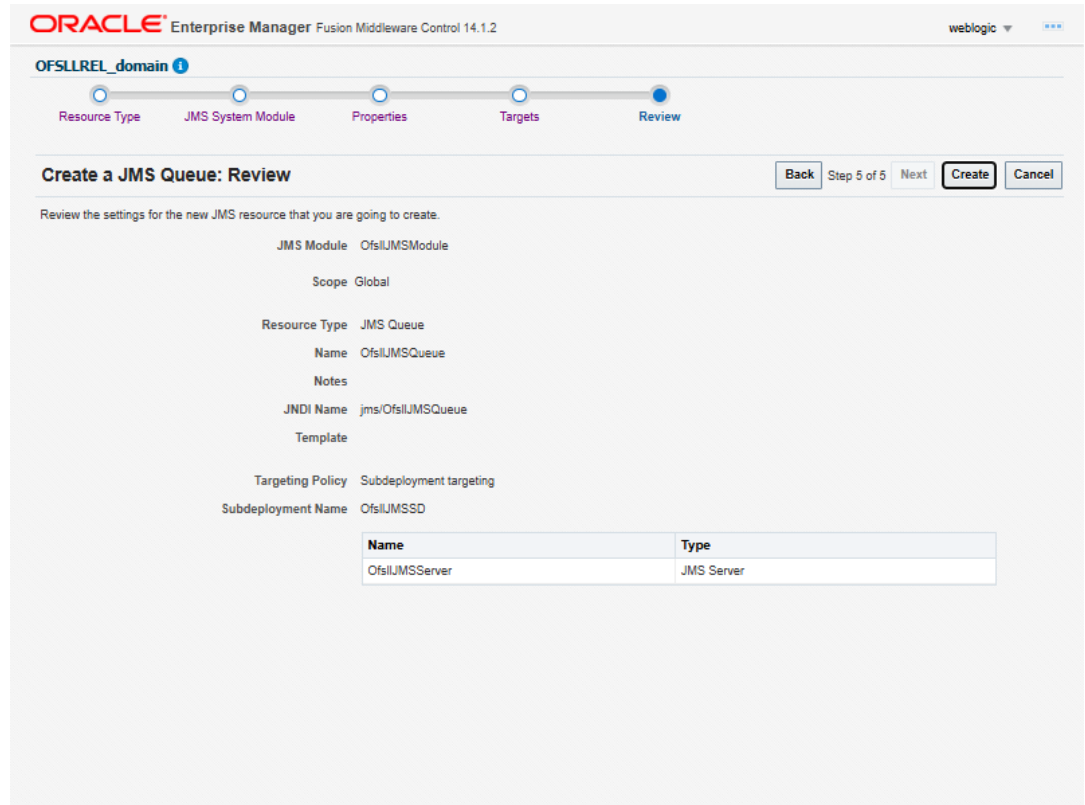 ORACLE Enterprise Manager Fusion Middleware Control 14.1.2 weblogic
OFSLLREL_domain
Resource Type JMS System Module Properties Targets Review
Create a JMS Queue: Review Back Step 5 of 5 Next Create Cancel
Review the settings for the new JMS resource that you are going to create.
JMS Module OfsllJMSModule
Scope Global
Resource Type JMS Queue
Name OfsllJMSQueue
Notes
JNDI Name jms/OfsllJMSQueue
Template
Targeting Policy Subdeployment targeting
Subdeployment Name OfsllJMSSD
Name Type
OfsllJMSServer JMS Server